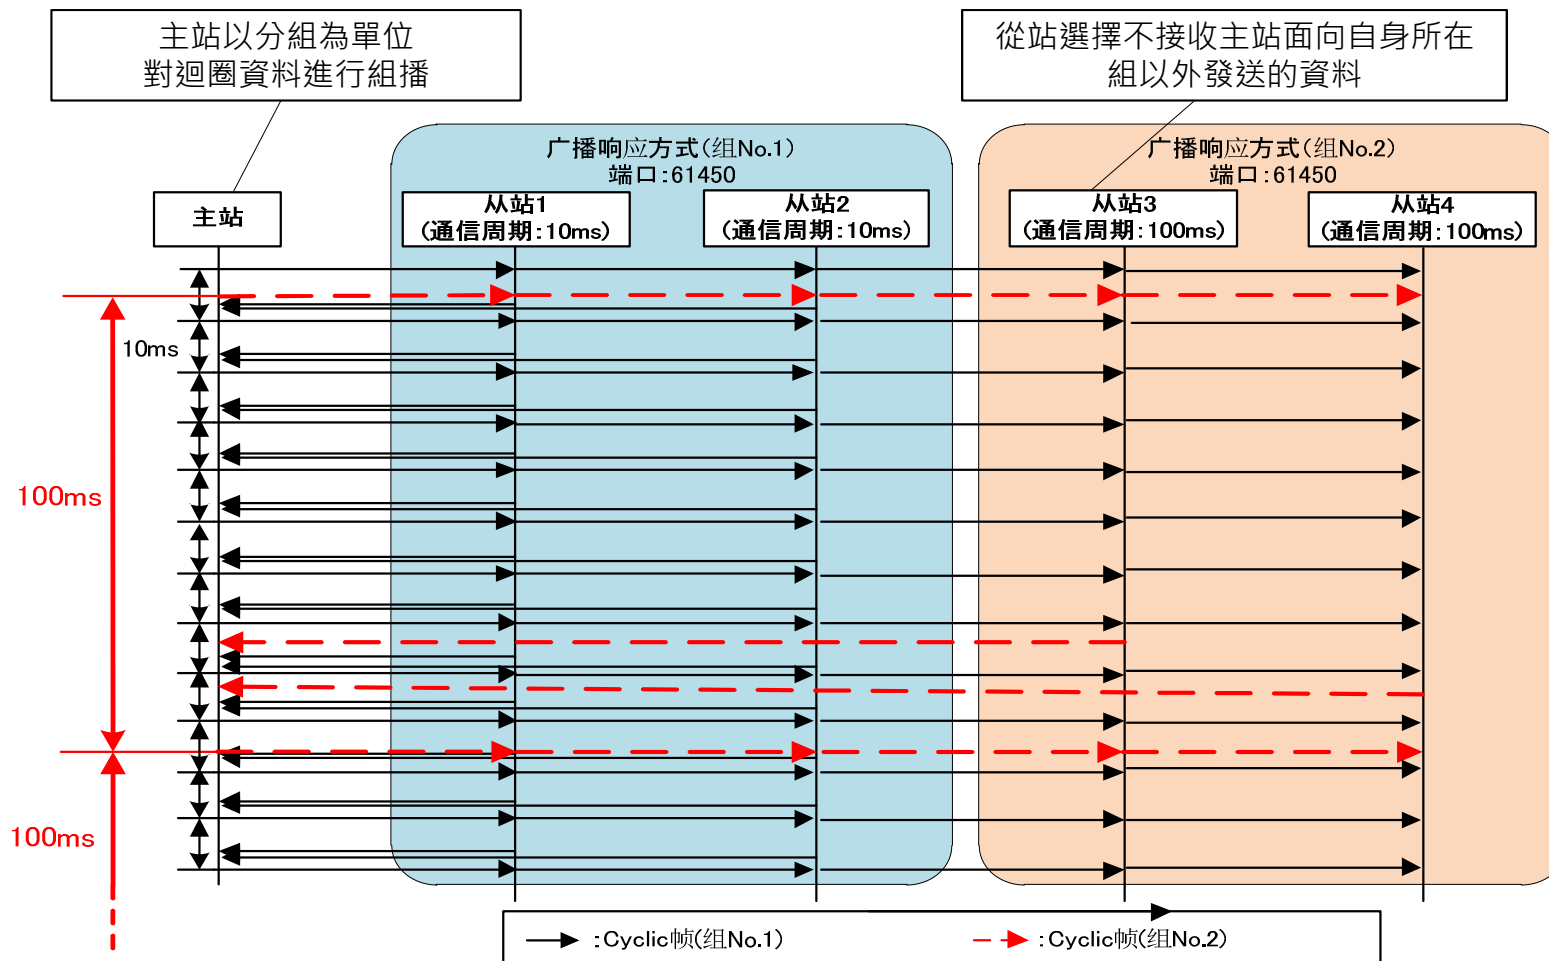 主站以分組為單位
對迴圈資料進行組播
從站選擇不接收主站面向自身所在
組以外發送的資料
广播响应方式(组No.1)
端口:61450
广播响应方式(组No.2)
端口:61450
主站
从站1
(通信周期:10ms)
从站2
(通信周期:10ms)
从站3
(通信周期:100ms)
从站4
(通信周期:100ms)
10ms
100ms
100ms
:Cyclic帧(组No.1)
:Cyclic帧(组No.2)